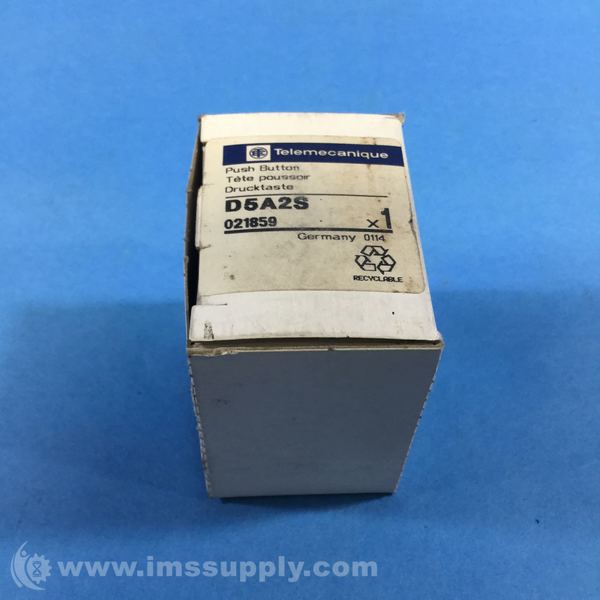 Telemecanique
Push Button
Tête poussoir
Drucktaste
D5A2S
021859
x1
Germany 0114
RECYCLABLE
www.imssupply.com